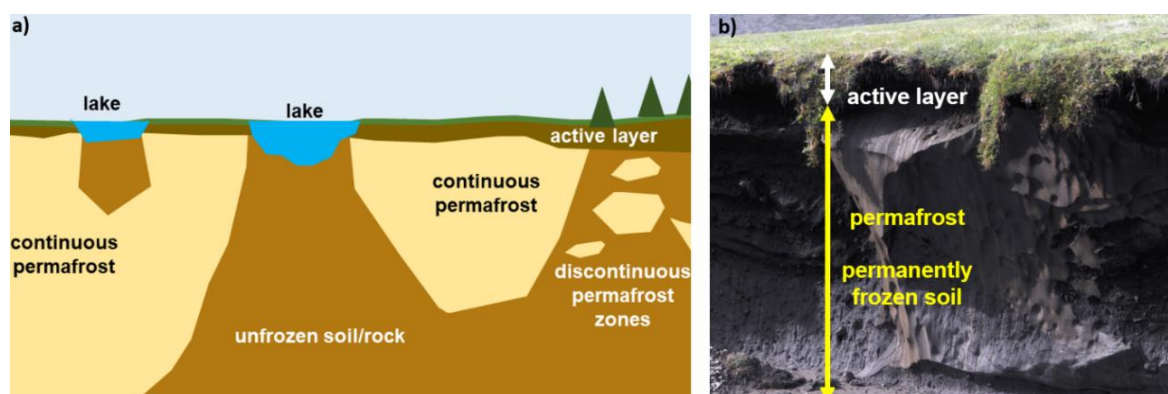 a)
lake
lake
active layer
continuous
permafrost
continuous
permafrost
discontinuous
permafrost
zones
unfrozen soil/rock
b)
active layer
permafrost
permanently
frozen soil